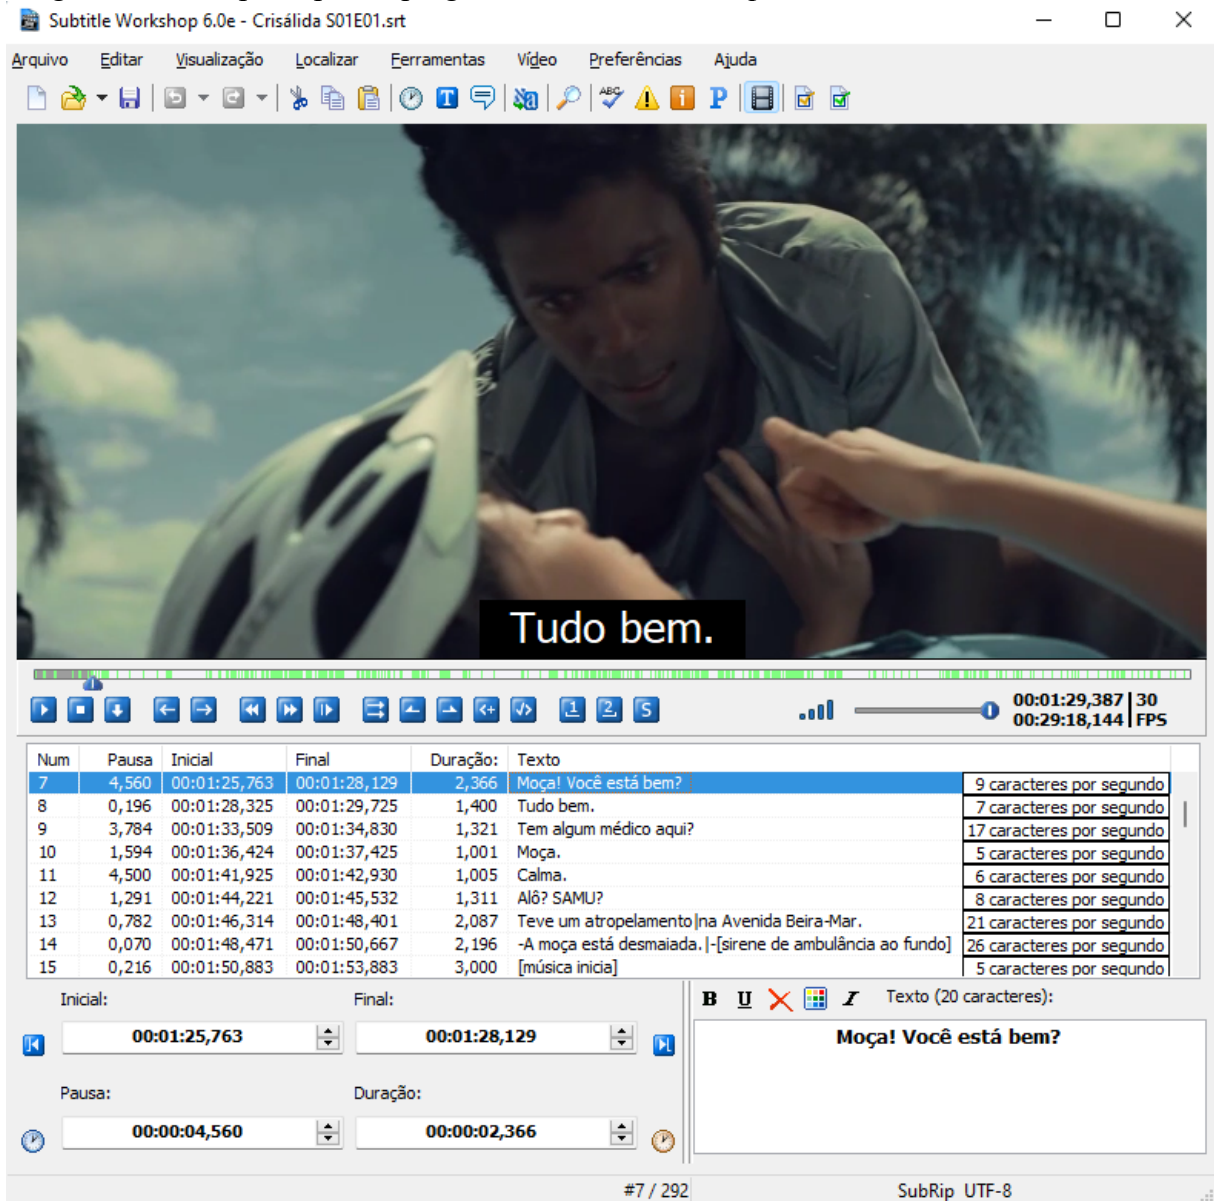 Subtitle Workshop 6.0e - Crisálida S01E01.srt
Arquivo Editar Visualização Localizar Ferramentas Vídeo Preferências Ajuda
Tudo bem.
00:01:29,387 30
00:29:18,144 FPS
Num Pausa Inicial Final Duração: Texto
7 4,560 00:01:25,763 00:01:28,129 2,366 Moça! Você está bem? 9 caracteres por segundo
8 0,196 00:01:28,325 00:01:29,725 1,400 Tudo bem. 7 caracteres por segundo
9 3,784 00:01:33,509 00:01:34,830 1,321 Tem algum médico aqui? 17 caracteres por segundo
10 1,594 00:01:36,424 00:01:37,425 1,001 Moça. 5 caracteres por segundo
11 4,500 00:01:41,925 00:01:42,930 1,005 Calma. 6 caracteres por segundo
12 1,291 00:01:44,221 00:01:45,532 1,311 Alô? SAMU? 8 caracteres por segundo
13 0,782 00:01:46,314 00:01:48,401 2,087 Teve um atropelamento|na Avenida Beira-Mar. 21 caracteres por segundo
14 0,070 00:01:48,471 00:01:50,667 2,196 -A moça está desmaiada.|-[sirene de ambulância ao fundo] 26 caracteres por segundo
15 0,216 00:01:50,883 00:01:53,883 3,000 [música inicia] 5 caracteres por segundo
Inicial: Final: B U I Texto (20 caracteres):
00:01:25,763 00:01:28,129 Moça! Você está bem?
Pausa: Duração:
00:00:04,560 00:00:02,366
#7 / 292 SubRip UTF-8